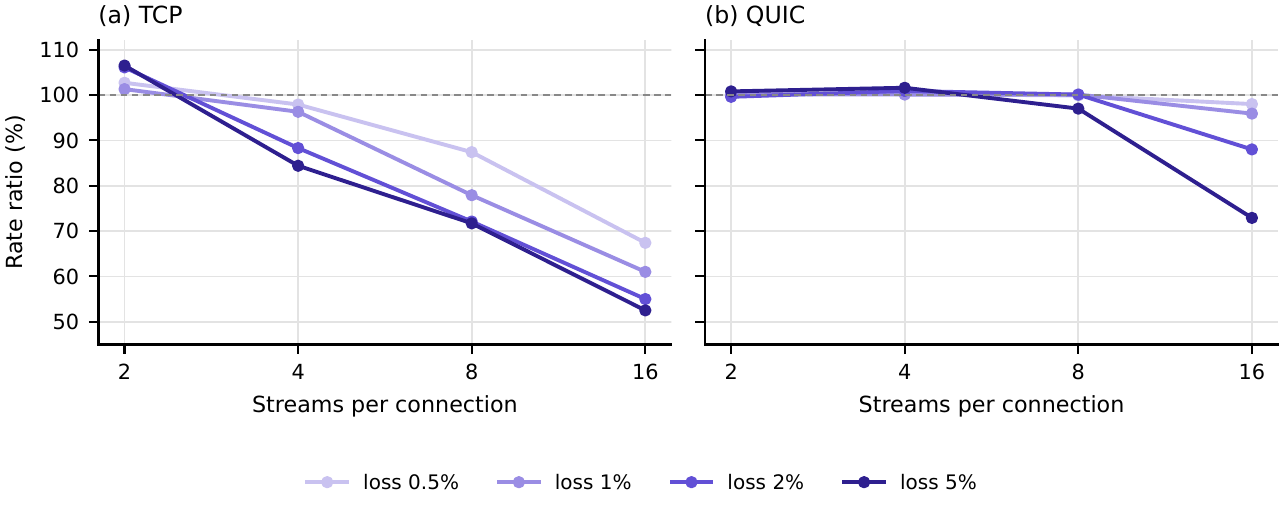 (a) TCP
(b) QUIC
Rate ratio (%)
110
100
90
80
70
60
50
2 4 8 16
2 4 8 16
Streams per connection
Streams per connection
loss 0.5% loss 1% loss 2% loss 5%